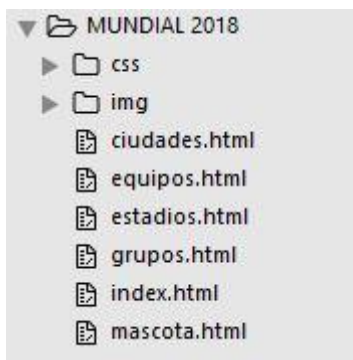 MUNDIAL 2018
css
img
ciudades.html
equipos.html
estadios.html
grupos.html
index.html
mascota.html